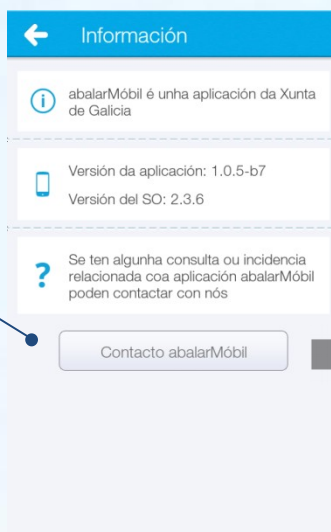 Información
abalarMóbil é unha aplicación da Xunta
de Galicia
Versión da aplicación: 1.0.5-b7
Versión del SO: 2.3.6
Se ten algunha consulta ou incidencia
relacionada coa aplicación abalarMóbil
poden contactar con nós
Contacto abalarMóbil